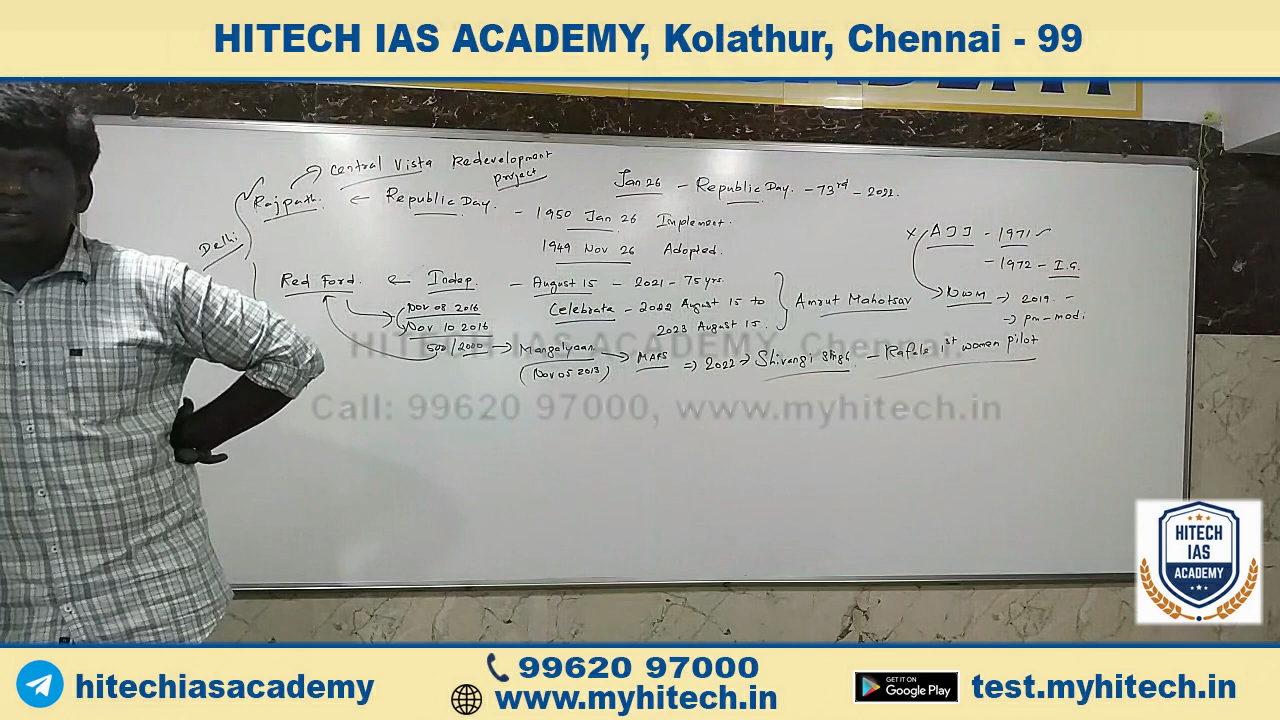 HITECH IAS ACADEMY, Kolathur, Chennai - 99
Central Vista Redevelopment
project
Rajpath. ← Republic Day.
Jan 26 - Republic Day. - 73rd - 2022.
- 1950 Jan 26 Implement.
1949 Nov 26 Adopted.
Delhi
× AJJ - 1971
- 1972 - I.G.
Red Ford. ← Indep. - August 15 - 2021 - 75 yrs.
Nov 08 2016
Nov 10 2016
Celebrate - 2022 August 15 to
2023 August 15.
Amrut Mahotsav
NWM → 2019. -
→ pm - modi
500/2000 → Mangalyaan → MARS ⇒ 2022 → Shivangi Singh - Rafale 1st women pilot
(Nov 05 2013)
HITECH IAS ACADEMY, Chennai
Call: 99620 97000, www.myhitech.in
HITECH
IAS
ACADEMY
hitechiasacademy
99620 97000
www.myhitech.in
GET IT ON
Google Play
test.myhitech.in